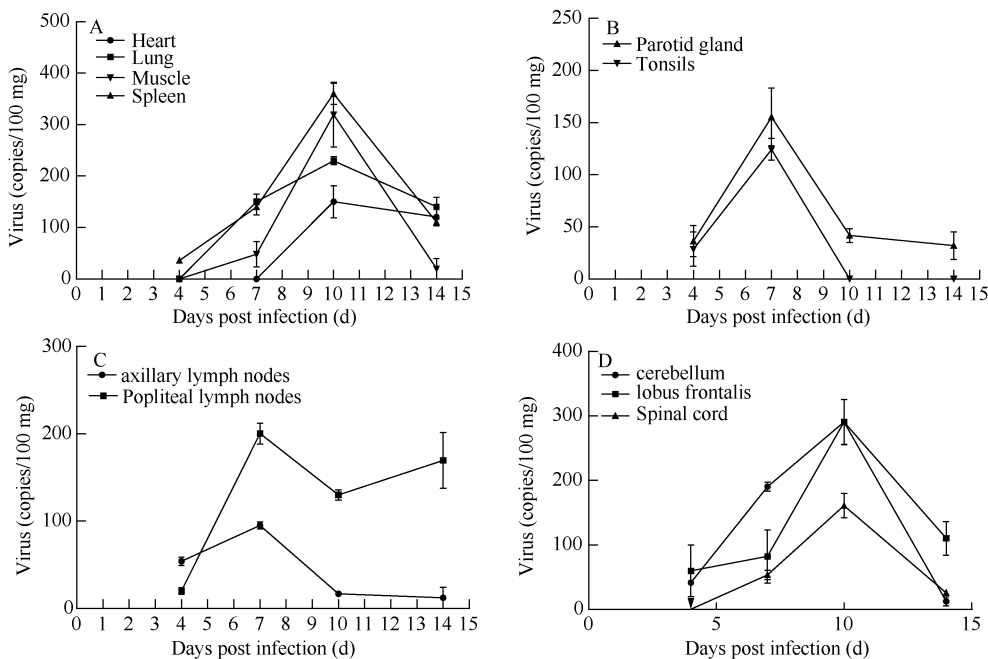 A
Heart
Lung
Muscle
Spleen
Virus (copies/100 mg)
500
400
300
200
100
0
0 1 2 3 4 5 6 7 8 9 10 11 12 13 14 15
Days post infection (d)
B
Parotid gland
Tonsils
Virus (copies/100 mg)
250
200
150
100
50
0
0 1 2 3 4 5 6 7 8 9 10 11 12 13 14 15
Days post infection (d)
C
axillary lymph nodes
Popliteal lymph nodes
Virus (copies/100 mg)
300
200
100
0
0 1 2 3 4 5 6 7 8 9 10 11 12 13 14 15
Days post infection (d)
D
cerebellum
lobus frontalis
Spinal cord
Virus (copies/100 mg)
400
300
200
100
0
5 10 15
Days post infection (d)